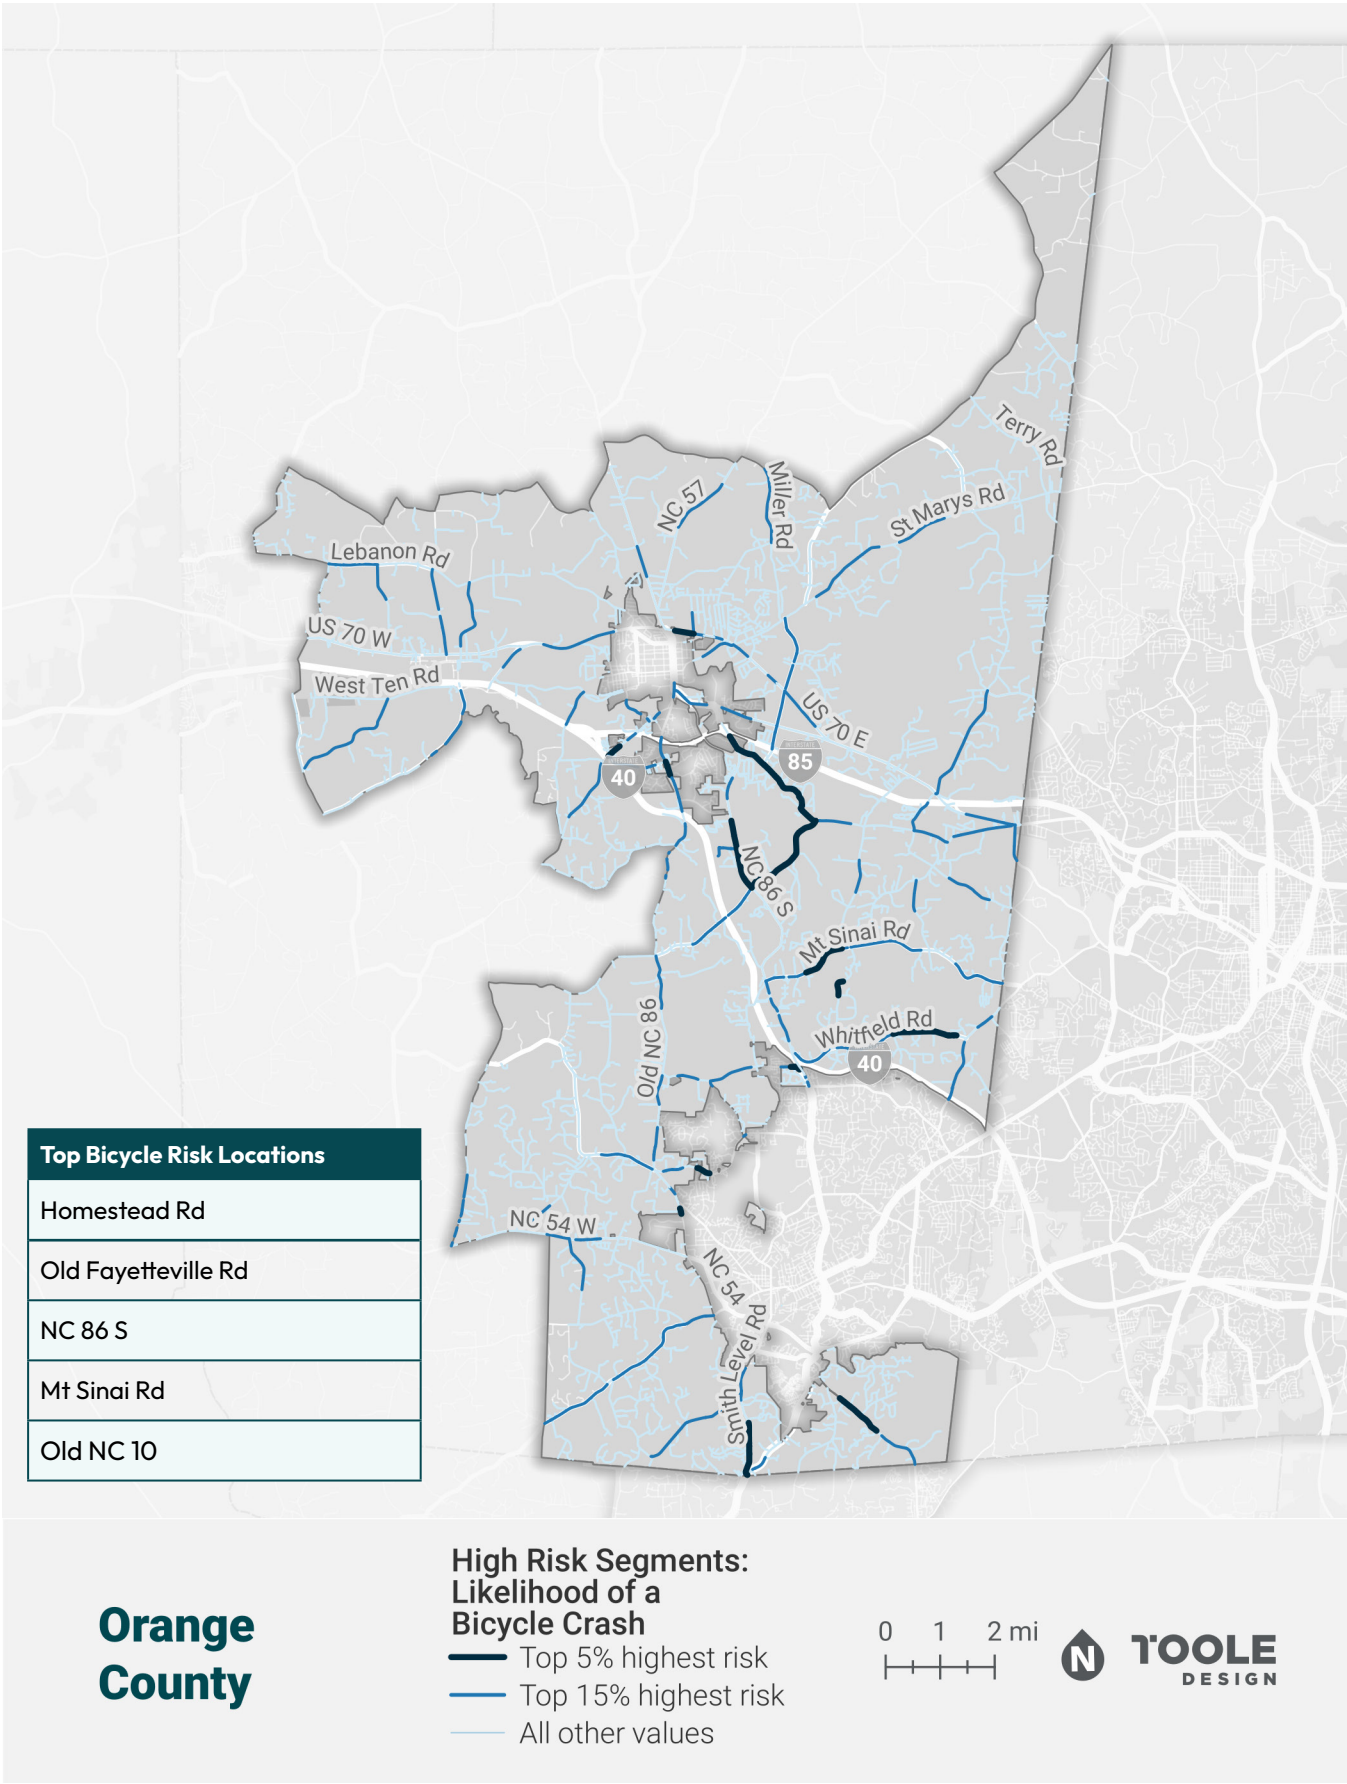 Terry Rd
NC 57
Miller Rd
St Marys Rd
Lebanon Rd
US 70 W
West Ten Rd
US 70 E
85
40
NC 86 S
Mt Sinai Rd
Old NC 86
Whitfield Rd
40
NC 54 W
NC 54
Smith Level Rd
Top Bicycle Risk Locations
Homestead Rd
Old Fayetteville Rd
NC 86 S
Mt Sinai Rd
Old NC 10
Orange
County
High Risk Segments:
Likelihood of a
Bicycle Crash
Top 5% highest risk
Top 15% highest risk
All other values
0 1 2 mi
N
TOOLE
DESIGN